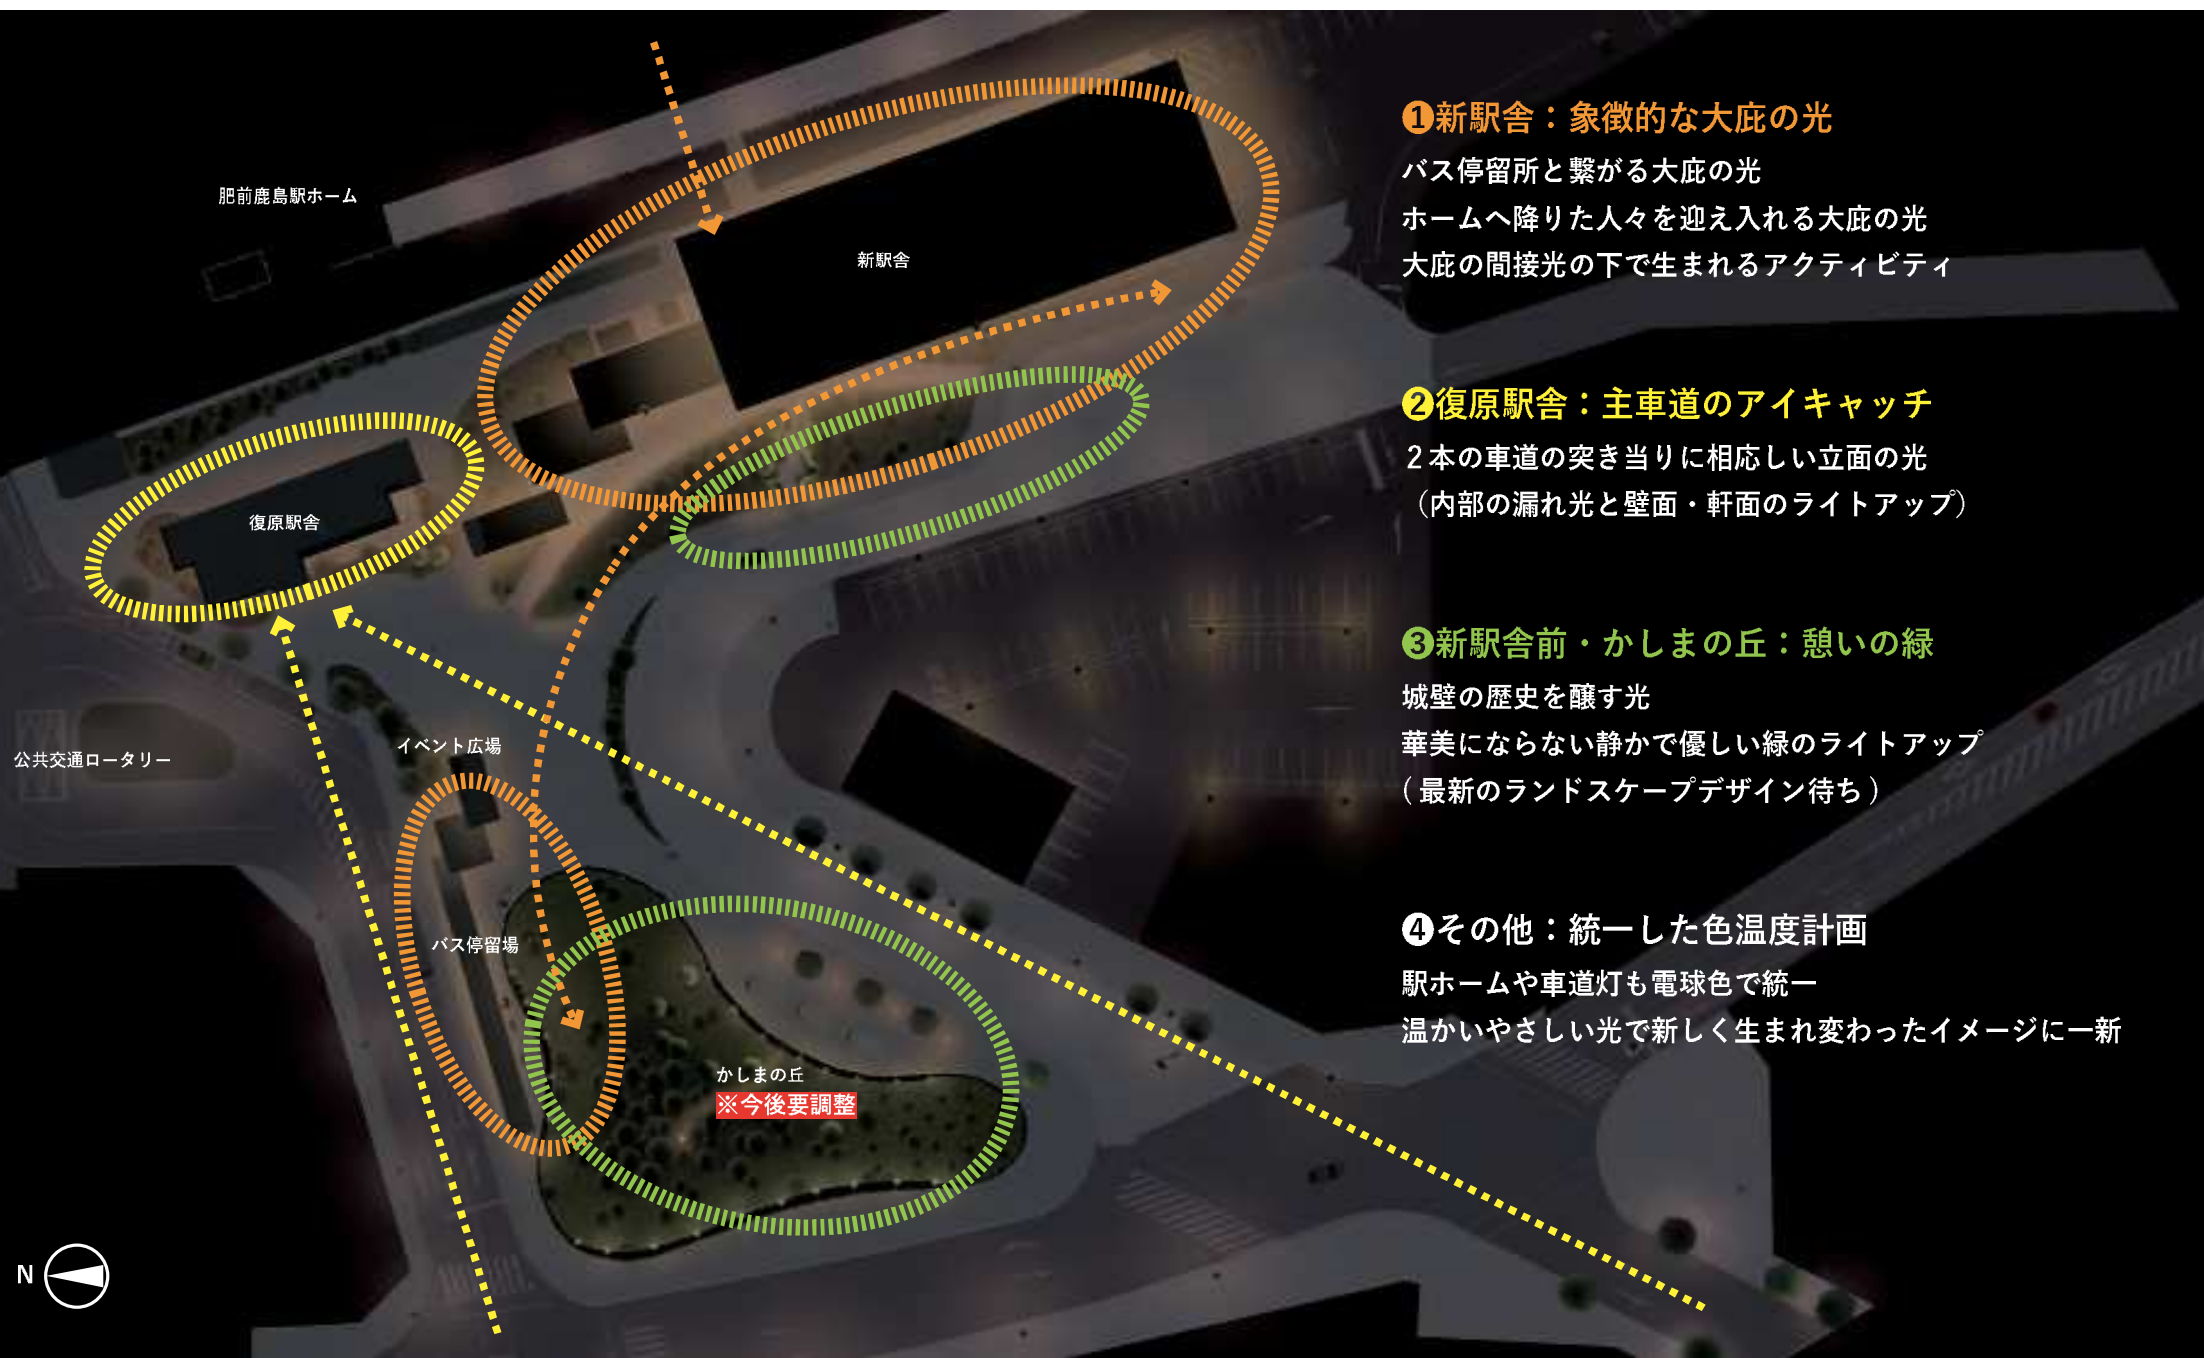 肥前鹿島駅ホーム
新駅舎
復原駅舎
イベント広場
公共交通ロータリー
バス停留場
かしまの丘
※今後要調整
N
❶新駅舎：象徴的な大庇の光
バス停留所と繋がる大庇の光
ホームへ降りた人々を迎え入れる大庇の光
大庇の間接光の下で生まれるアクティビティ
❷復原駅舎：主車道のアイキャッチ
２本の車道の突き当りに相応しい立面の光
（内部の漏れ光と壁面・軒面のライトアップ）
❸新駅舎前・かしまの丘：憩いの緑
城壁の歴史を醸す光
華美にならない静かで優しい緑のライトアップ
( 最新のランドスケープデザイン待ち )
❹その他：統一した色温度計画
駅ホームや車道灯も電球色で統一
温かいやさしい光で新しく生まれ変わったイメージに一新